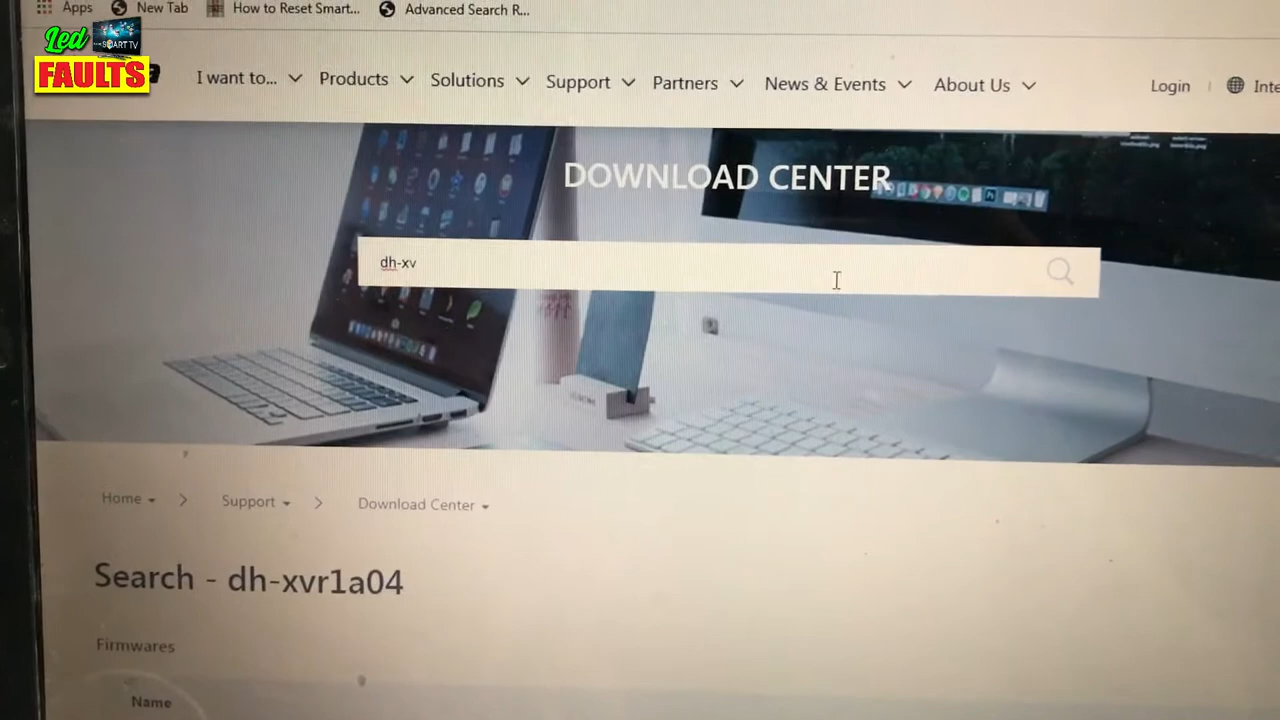 Apps New Tab How to Reset Smart... Advanced Search R...
Led
SMART TV
FAULTS
I want to... Products Solutions Support Partners News & Events About Us Login Inte
DOWNLOAD CENTER
dh-xv
Home Support Download Center
Search - dh-xvr1a04
Firmwares
Name